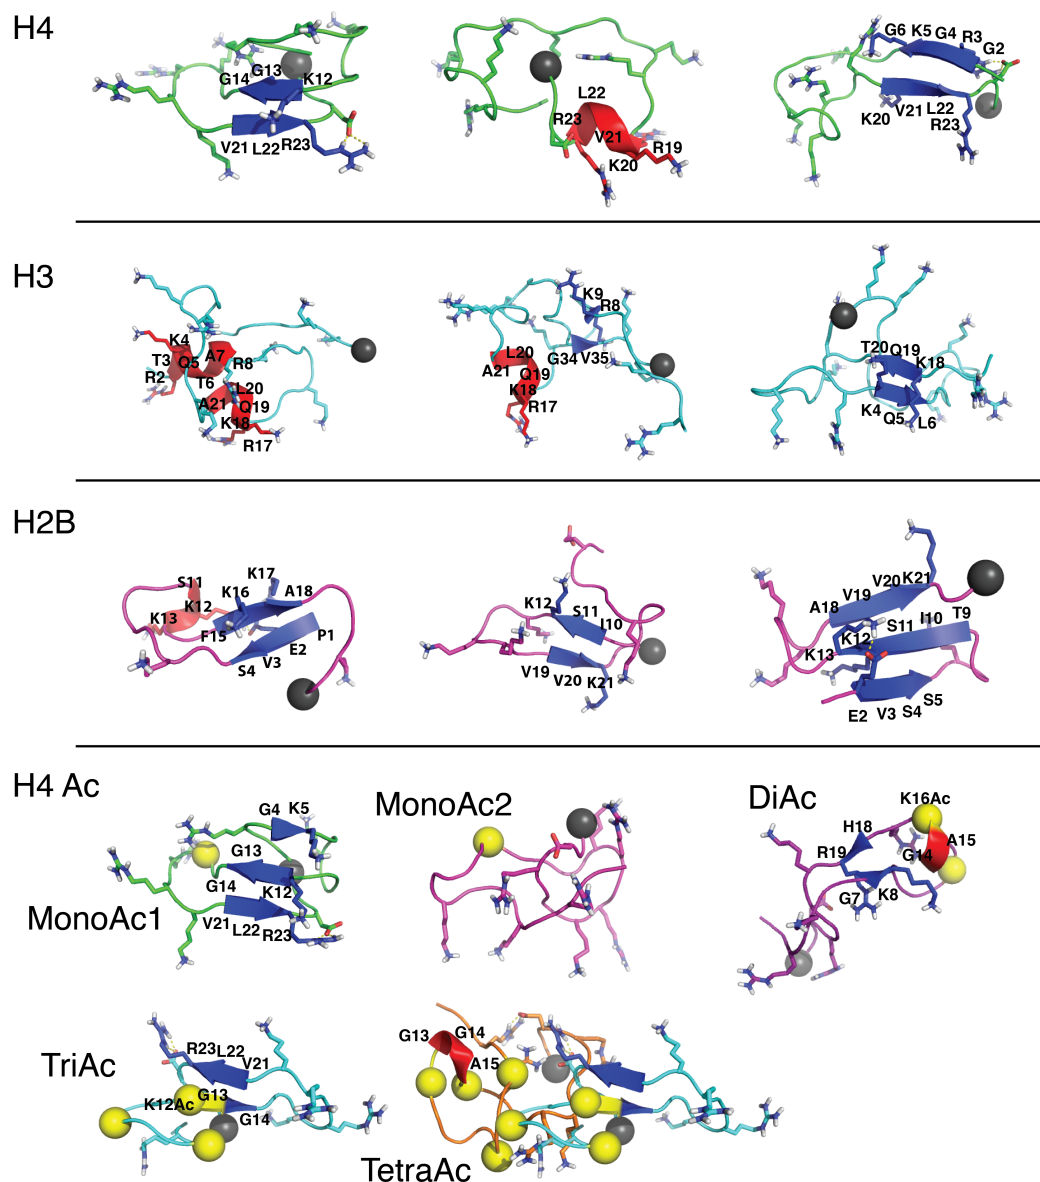 H4
G14 G13 K12
V21 L22 R23
L22
R23 V21 R19
K20
G6 K5 G4 R3
G2
K20 V21 L22
R23
H3
K4
T3 Q5 A7
R2 T6 R8
L20
A21 Q19
K18
R17
K9
R8
L20 G34 V35
A21 Q19
K18
R17
T20 Q19
K18
K4
Q5 L6
H2B
S11 K17
K16 A18
K12
K13
F15 P1
E2
S4 V3
K12 S11
I10
V19 V20 K21
V20 K21
V19
A18 T9
I10
S11
K12
K13
E2 V3 S4 S5
H4 Ac
MonoAc1
G4 K5
G13
G14 K12
V21 L22 R23
MonoAc2
DiAc
K16Ac
H18 A15
R19 G14
G7 K8
TriAc
R23 L22 V21
K12Ac G13
G14
G13 G14
A15
TetraAc